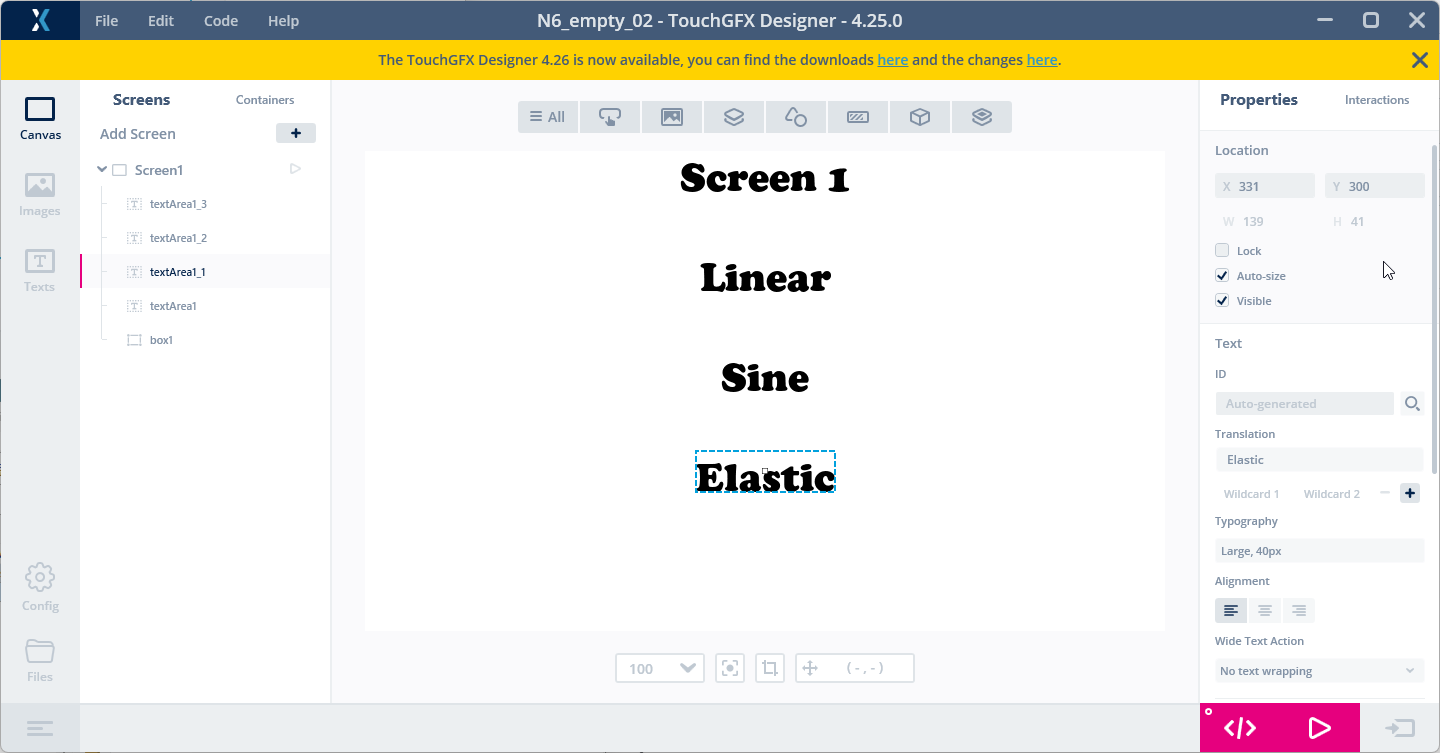 File Edit Code Help N6_empty_02 - TouchGFX Designer - 4.25.0
The TouchGFX Designer 4.26 is now available, you can find the downloads here and the changes here.
Canvas
Images
Texts
Config
Files
Screens Containers
Add Screen
Screen1
textArea1_3
textArea1_2
textArea1_1
textArea1
box1
All
Screen 1
Linear
Sine
Elastic
100 (-,-)
Properties Interactions
Location
X 331 Y 300
W 139 H 41
Lock
Auto-size
Visible
Text
ID
Auto-generated
Translation
Elastic
Wildcard 1 Wildcard 2
Typography
Large, 40px
Alignment
Wide Text Action
No text wrapping